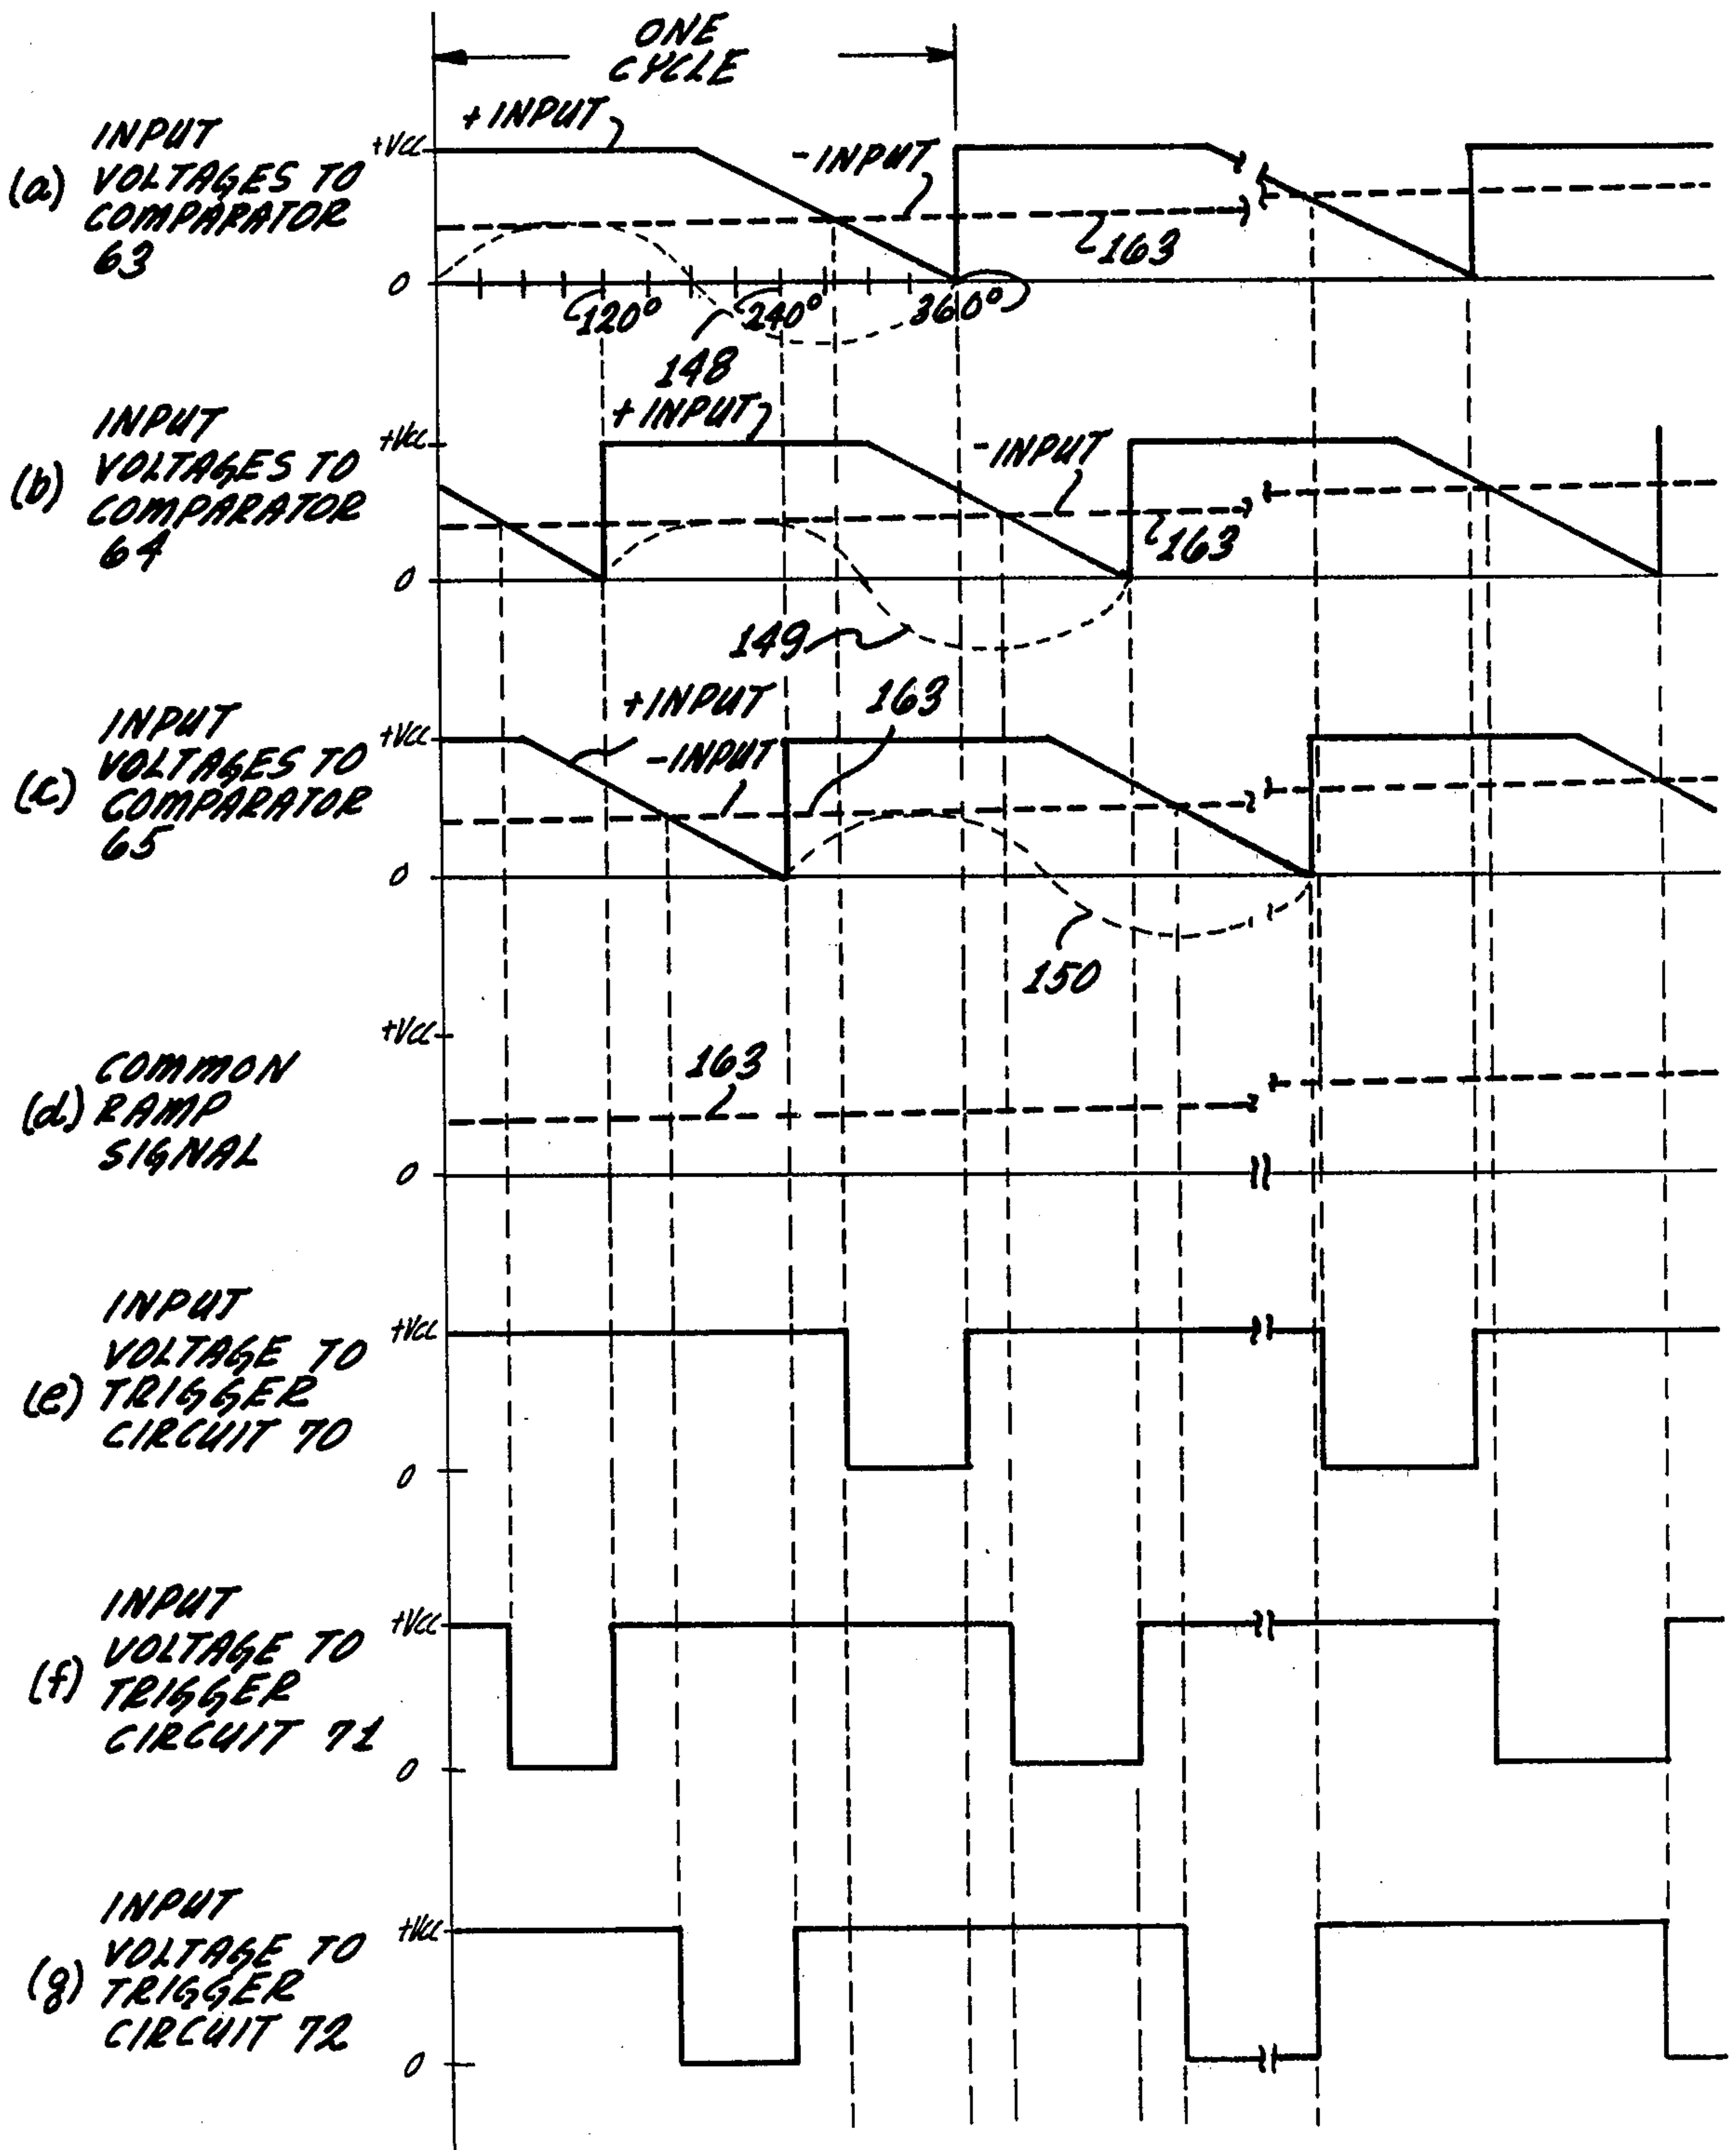 ONE
CYCLE
(a) INPUT
VOLTAGES TO
COMPARATOR
63
+VCC
+INPUT
-INPUT
163
0
120°
240°
360°
148
(b) INPUT
VOLTAGES TO
COMPARATOR
64
+VCC
+INPUT
-INPUT
163
0
149
(c) INPUT
VOLTAGES TO
COMPARATOR
65
+VCC
+INPUT
-INPUT
163
0
150
(d) COMMON
RAMP
SIGNAL
+VCC
163
0
(e) INPUT
VOLTAGE TO
TRIGGER
CIRCUIT 70
+VCC
0
(f) INPUT
VOLTAGE TO
TRIGGER
CIRCUIT 71
+VCC
0
(g) INPUT
VOLTAGE TO
TRIGGER
CIRCUIT 72
+VCC
0